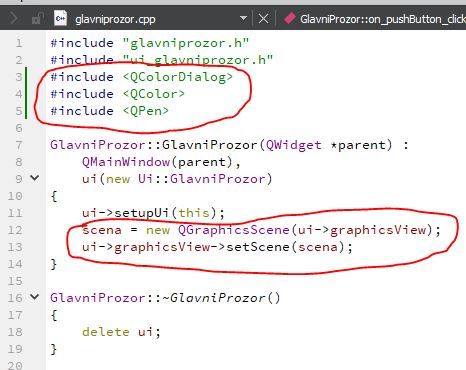 glavniprozor.cpp
GlavniProzor::on_pushButton_click
1 #include "glavniprozor.h"
2 #include "ui_glavniprozor.h"
3 #include <QColorDialog>
4 #include <QColor>
5 #include <QPen>
6
7 GlavniProzor::GlavniProzor(QWidget *parent) :
8 QMainWindow(parent),
9 ui(new Ui::GlavniProzor)
10 {
11 ui->setupUi(this);
12 scena = new QGraphicsScene(ui->graphicsView);
13 ui->graphicsView->setScene(scena);
14 }
15
16 GlavniProzor::~GlavniProzor()
17 {
18 delete ui;
19 }
20